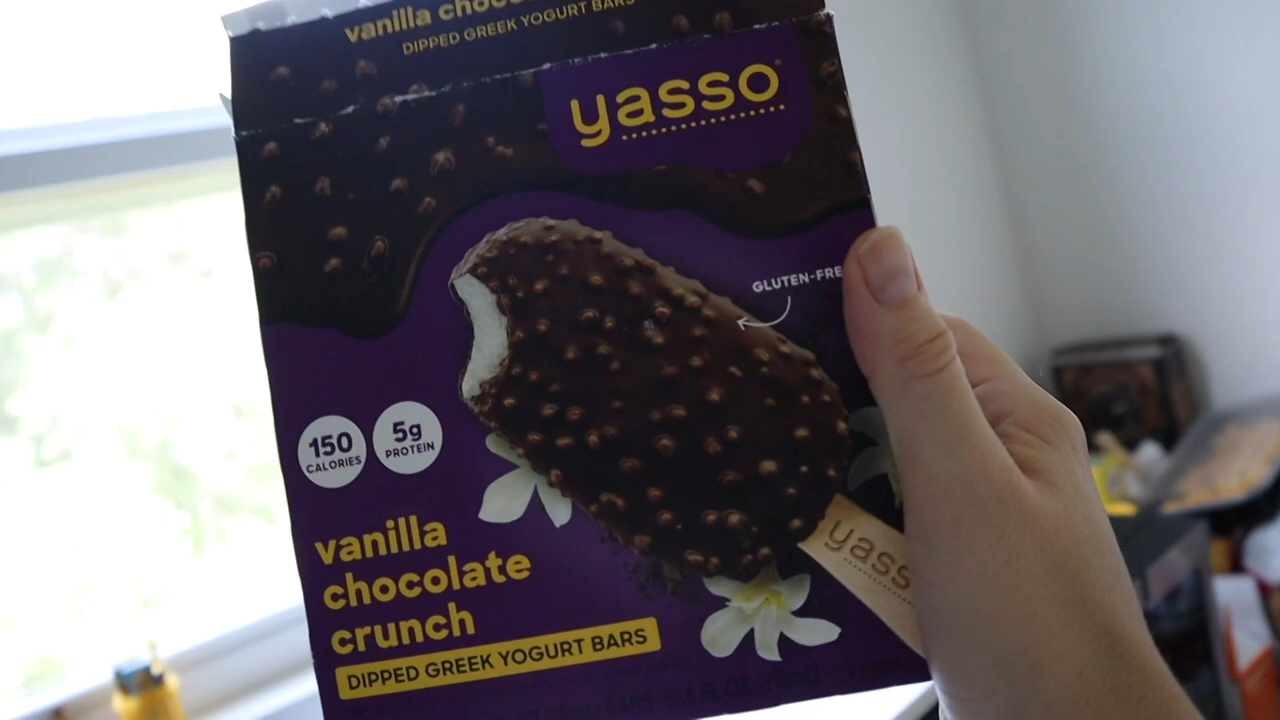 vanilla
DIPPED GREEK YOGURT BARS
yasso
GLUTEN-FRE
150
CALORIES
5g
PROTEIN
vanilla
chocolate
crunch
DIPPED GREEK YOGURT BARS
yass